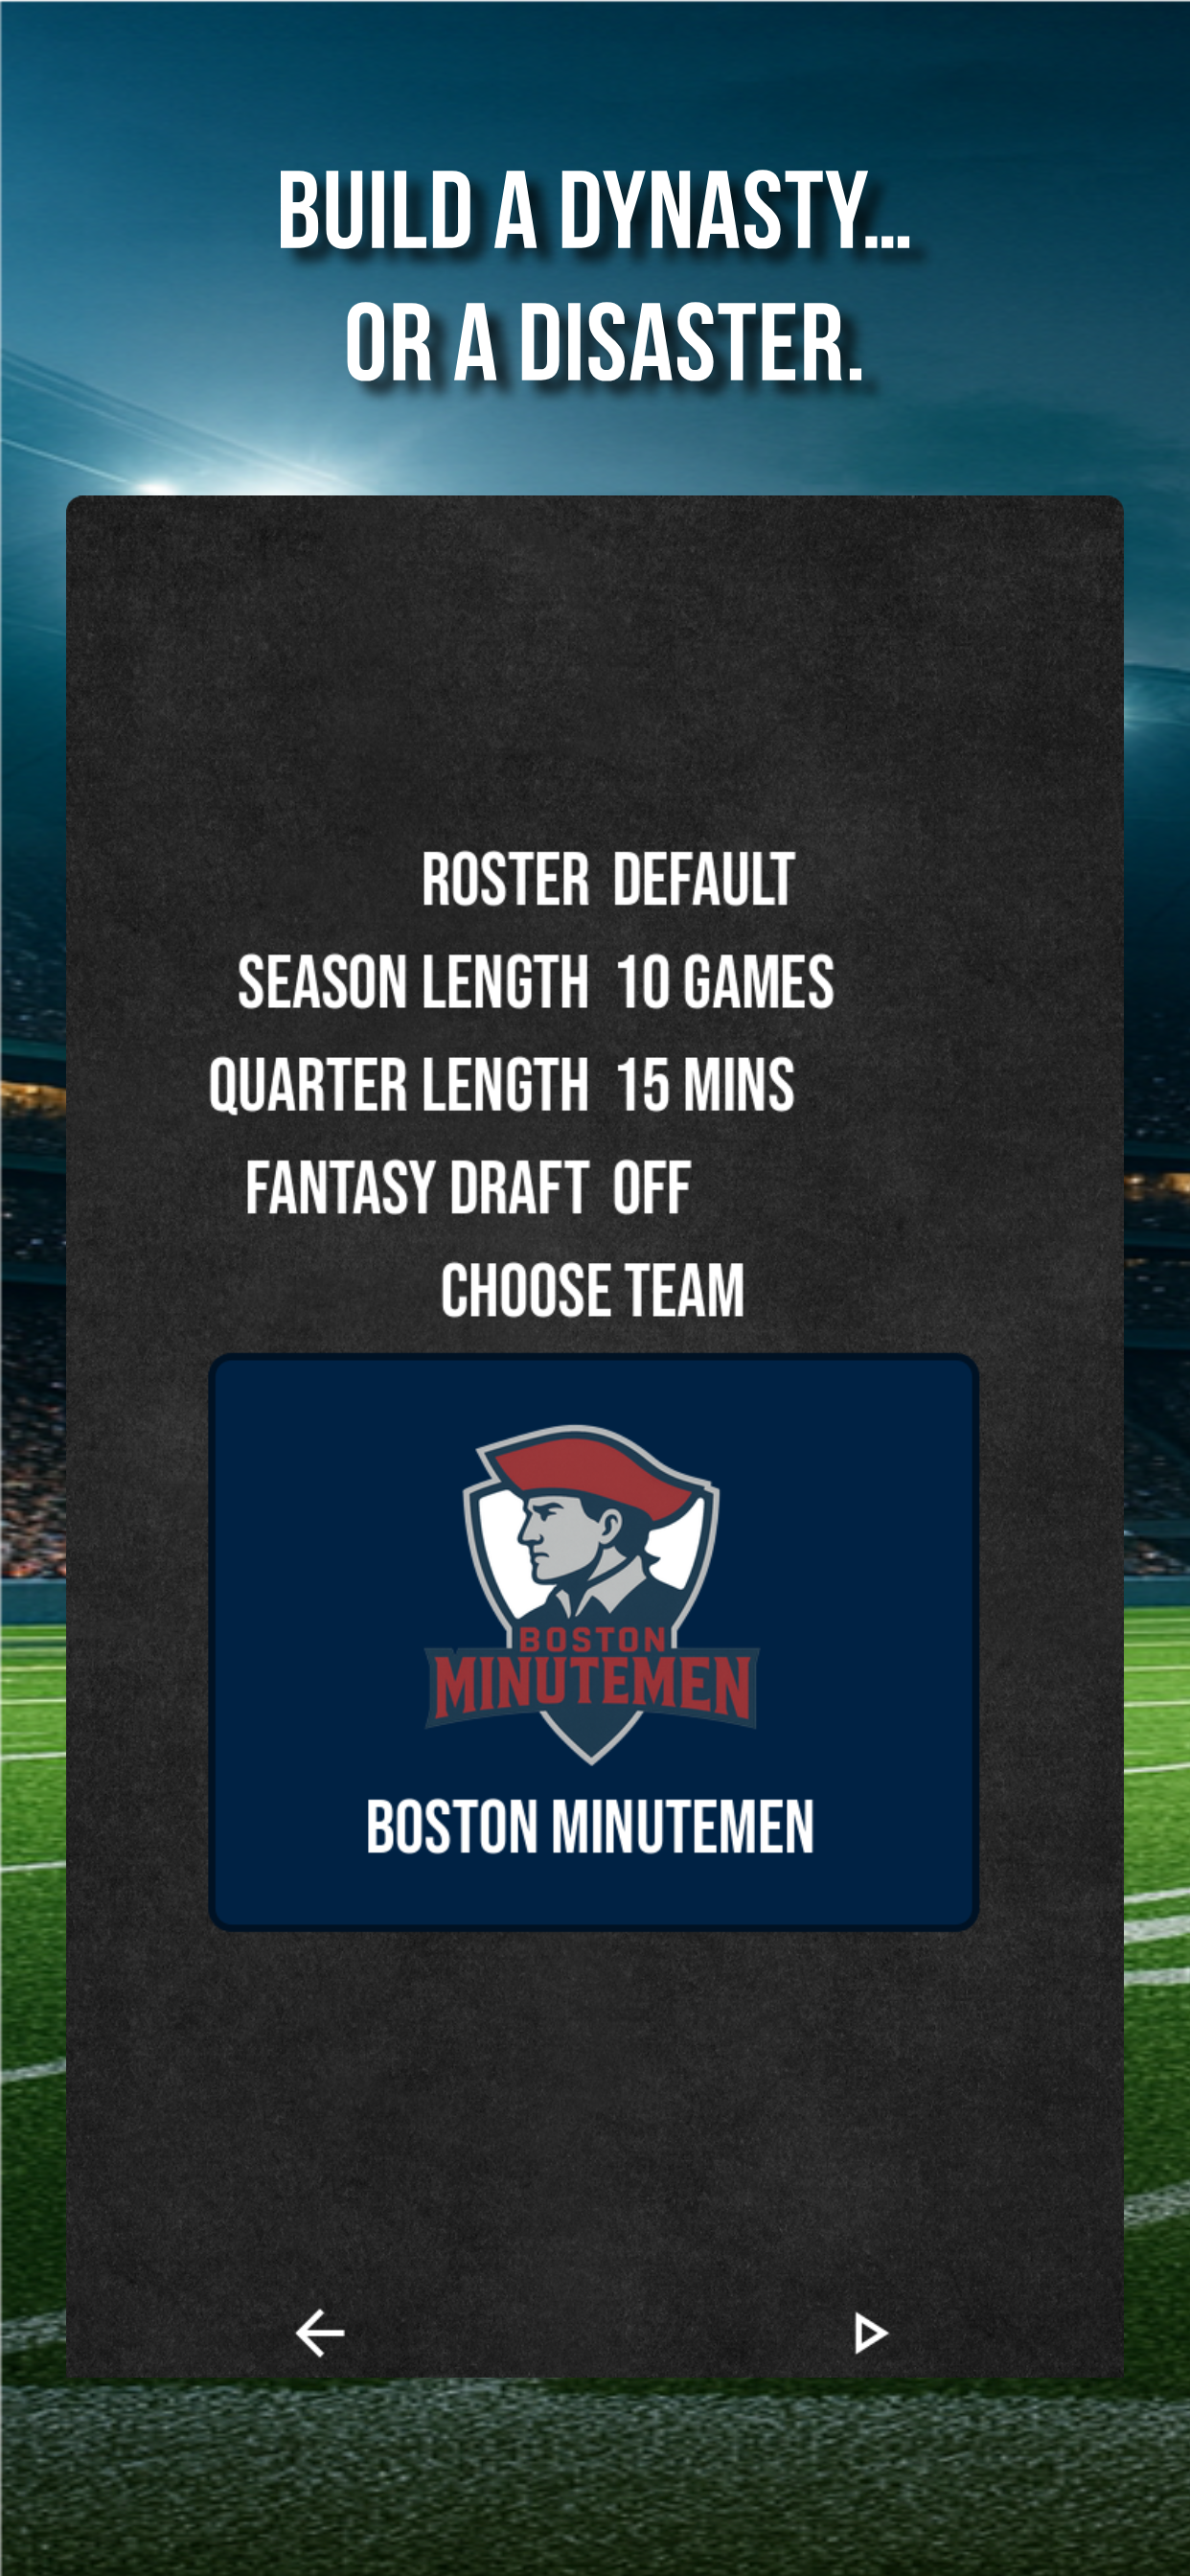 BUILD A DYNASTY...
OR A DISASTER.
ROSTER DEFAULT
SEASON LENGTH 10 GAMES
QUARTER LENGTH 15 MINS
FANTASY DRAFT OFF
CHOOSE TEAM
BOSTON
MINUTEMEN
BOSTON MINUTEMEN